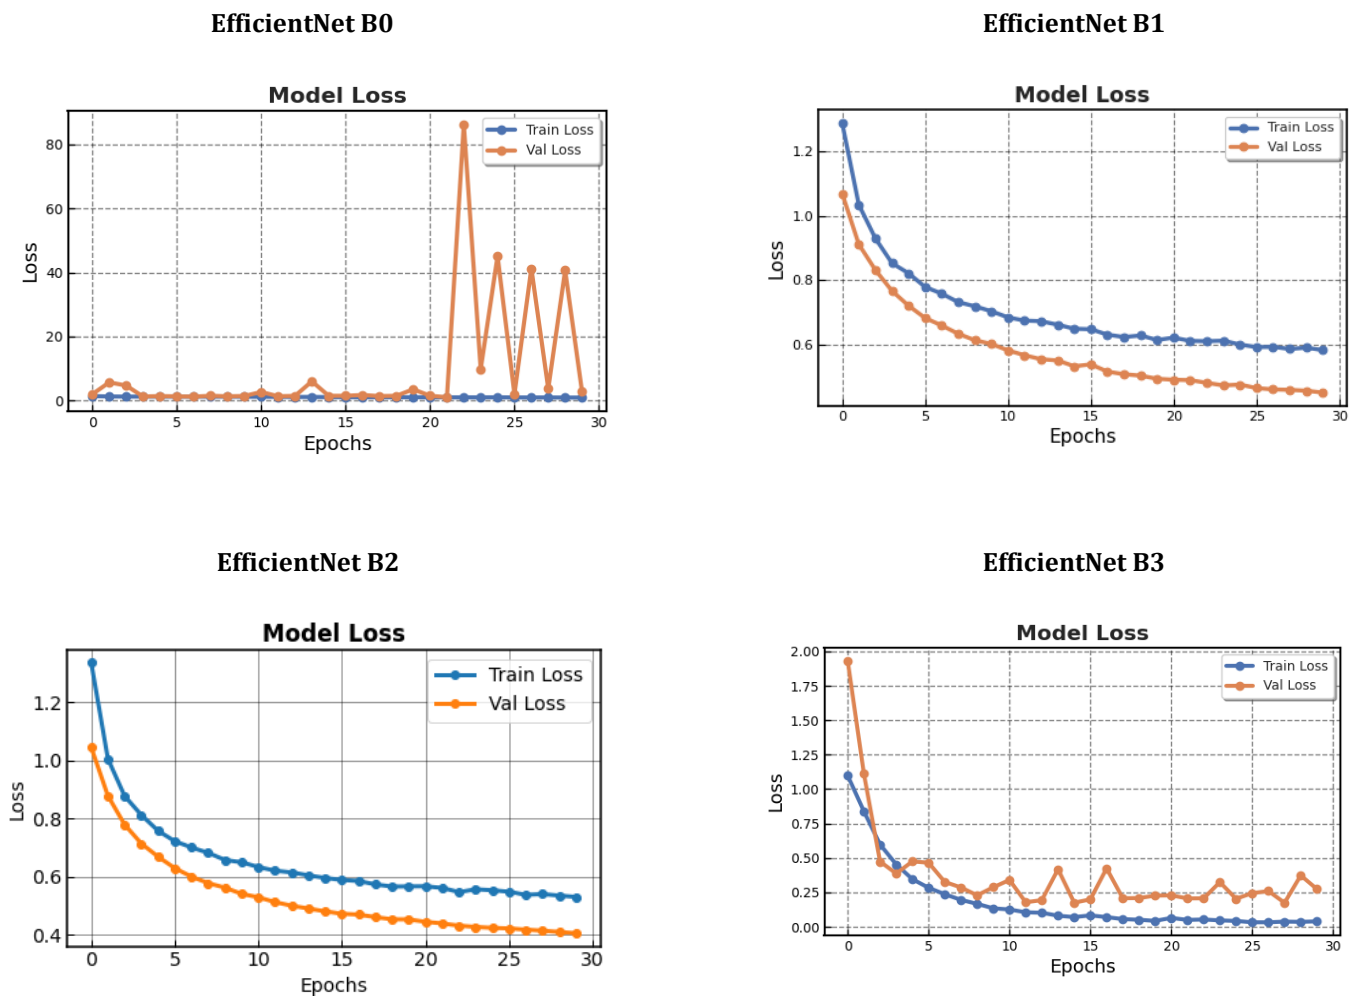 EfficientNet B0
Model Loss
Train Loss
Val Loss
Loss
80
60
40
20
0
0 5 10 15 20 25 30
Epochs
EfficientNet B1
Model Loss
Train Loss
Val Loss
Loss
1.2
1.0
0.8
0.6
0 5 10 15 20 25 30
Epochs
EfficientNet B2
Model Loss
Train Loss
Val Loss
Loss
1.2
1.0
0.8
0.6
0.4
0 5 10 15 20 25 30
Epochs
EfficientNet B3
Model Loss
Train Loss
Val Loss
Loss
2.00
1.75
1.50
1.25
1.00
0.75
0.50
0.25
0.00
0 5 10 15 20 25 30
Epochs